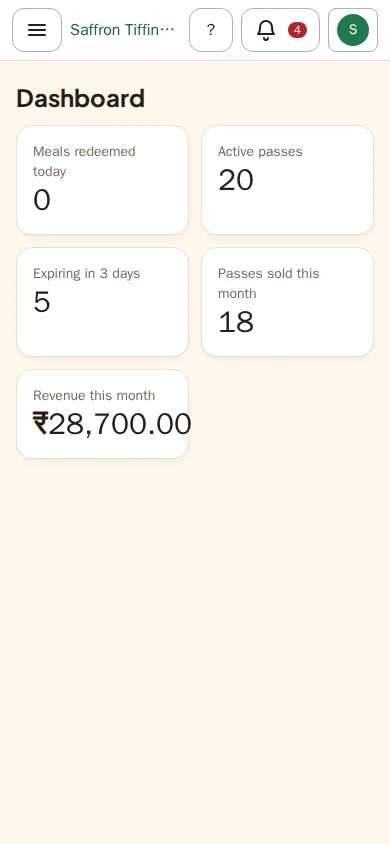 Saffron Tiffin⋯
?
4
S
Dashboard
Meals redeemed
today
0
Active passes
20
Expiring in 3 days
5
Passes sold this
month
18
Revenue this month
₹28,700.00